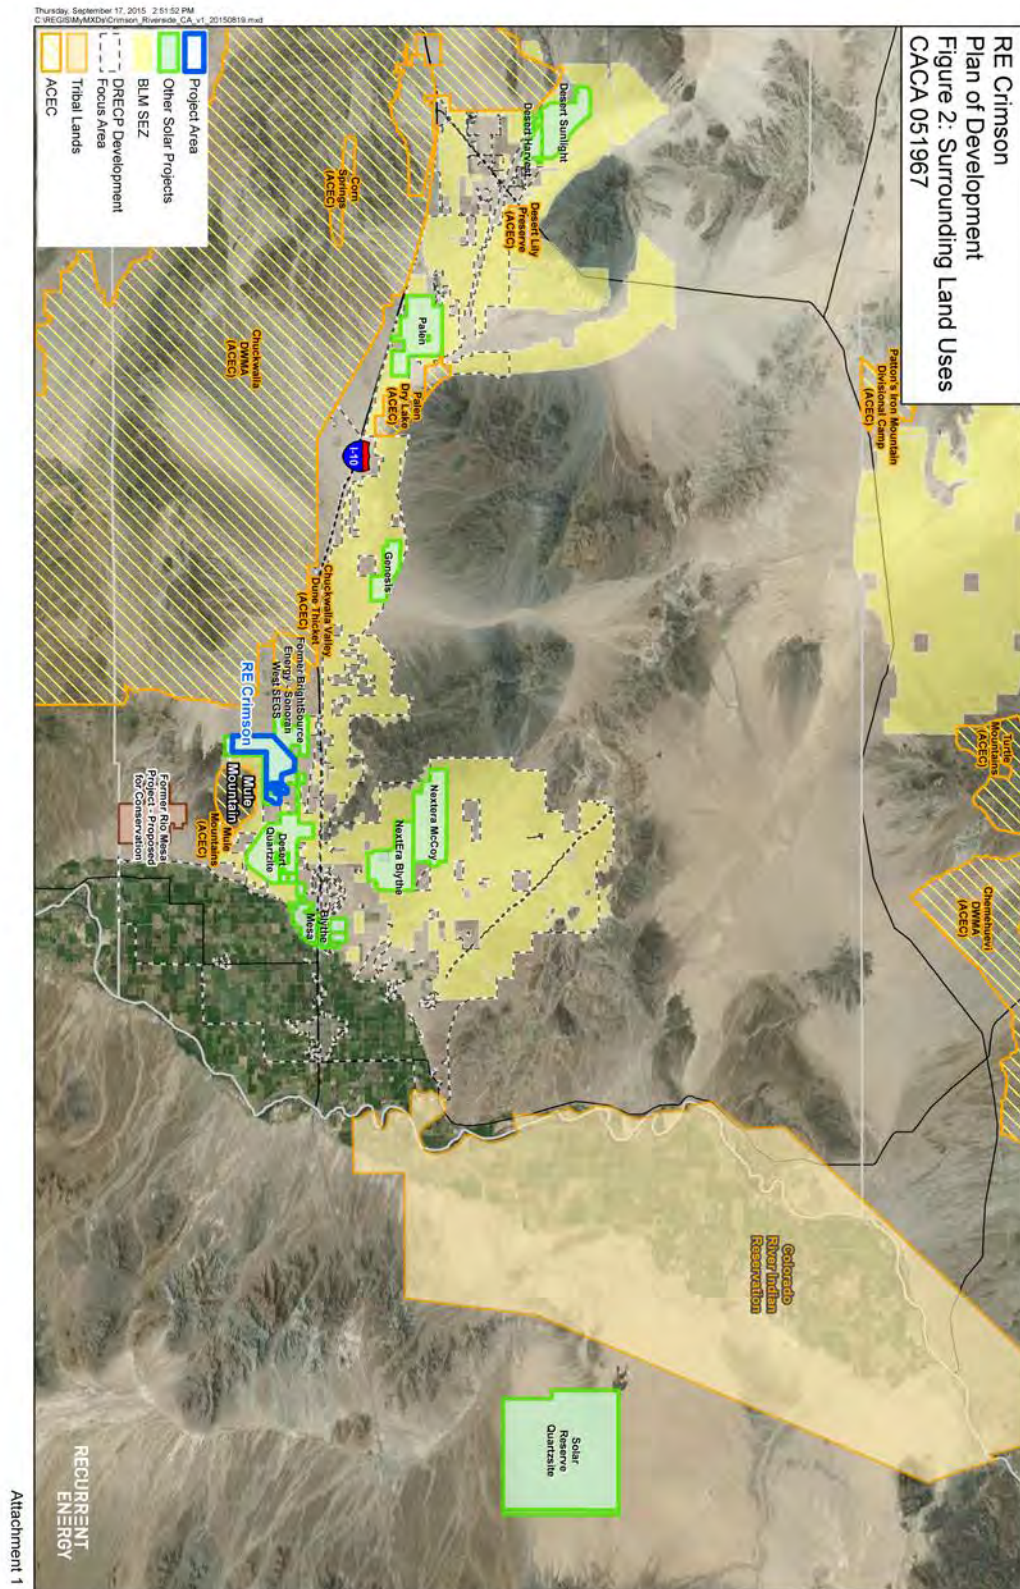 Thursday, September 17, 2015 2:51:52 PM
C:\REGIS\MyMXDs\Crimson_Riverside_CA_v1_20150819.mxd
RE Crimson
Plan of Development
Figure 2: Surrounding Land Uses
CACA 051967
Patton's Iron Mountain
Divisional Camp
(ACEC)
Turtle
Mountains
(ACEC)
Chemehuevi
DWMA
(ACEC)
Desert Sunlight
Desert Harvest
Desert Lily
Preserve
(ACEC)
Corn
Springs
(ACEC)
Palen
Palen
Dry Lake
(ACEC)
I-10
Chuckwalla
DWMA
(ACEC)
Genesis
Chuckwalla Valley
Dune Thicket
(ACEC)
Former BrightSource
Energy - Sonoran
West SEGS
RE Crimson
Mule
Mountain
Mule
Mountains
(ACEC)
Former Rio Mesa
Project - Proposed
for Conservation
Nextera McCoy
NextEra Blythe
Desert
Quartzite
Blythe
Mesa
Colorado
River Indian
Reservation
Solar
Reserve
Quartzsite
Project Area
Other Solar Projects
BLM SEZ
DRECP Development
Focus Area
Tribal Lands
ACEC
RECURRENT
ENERGY
Attachment 1